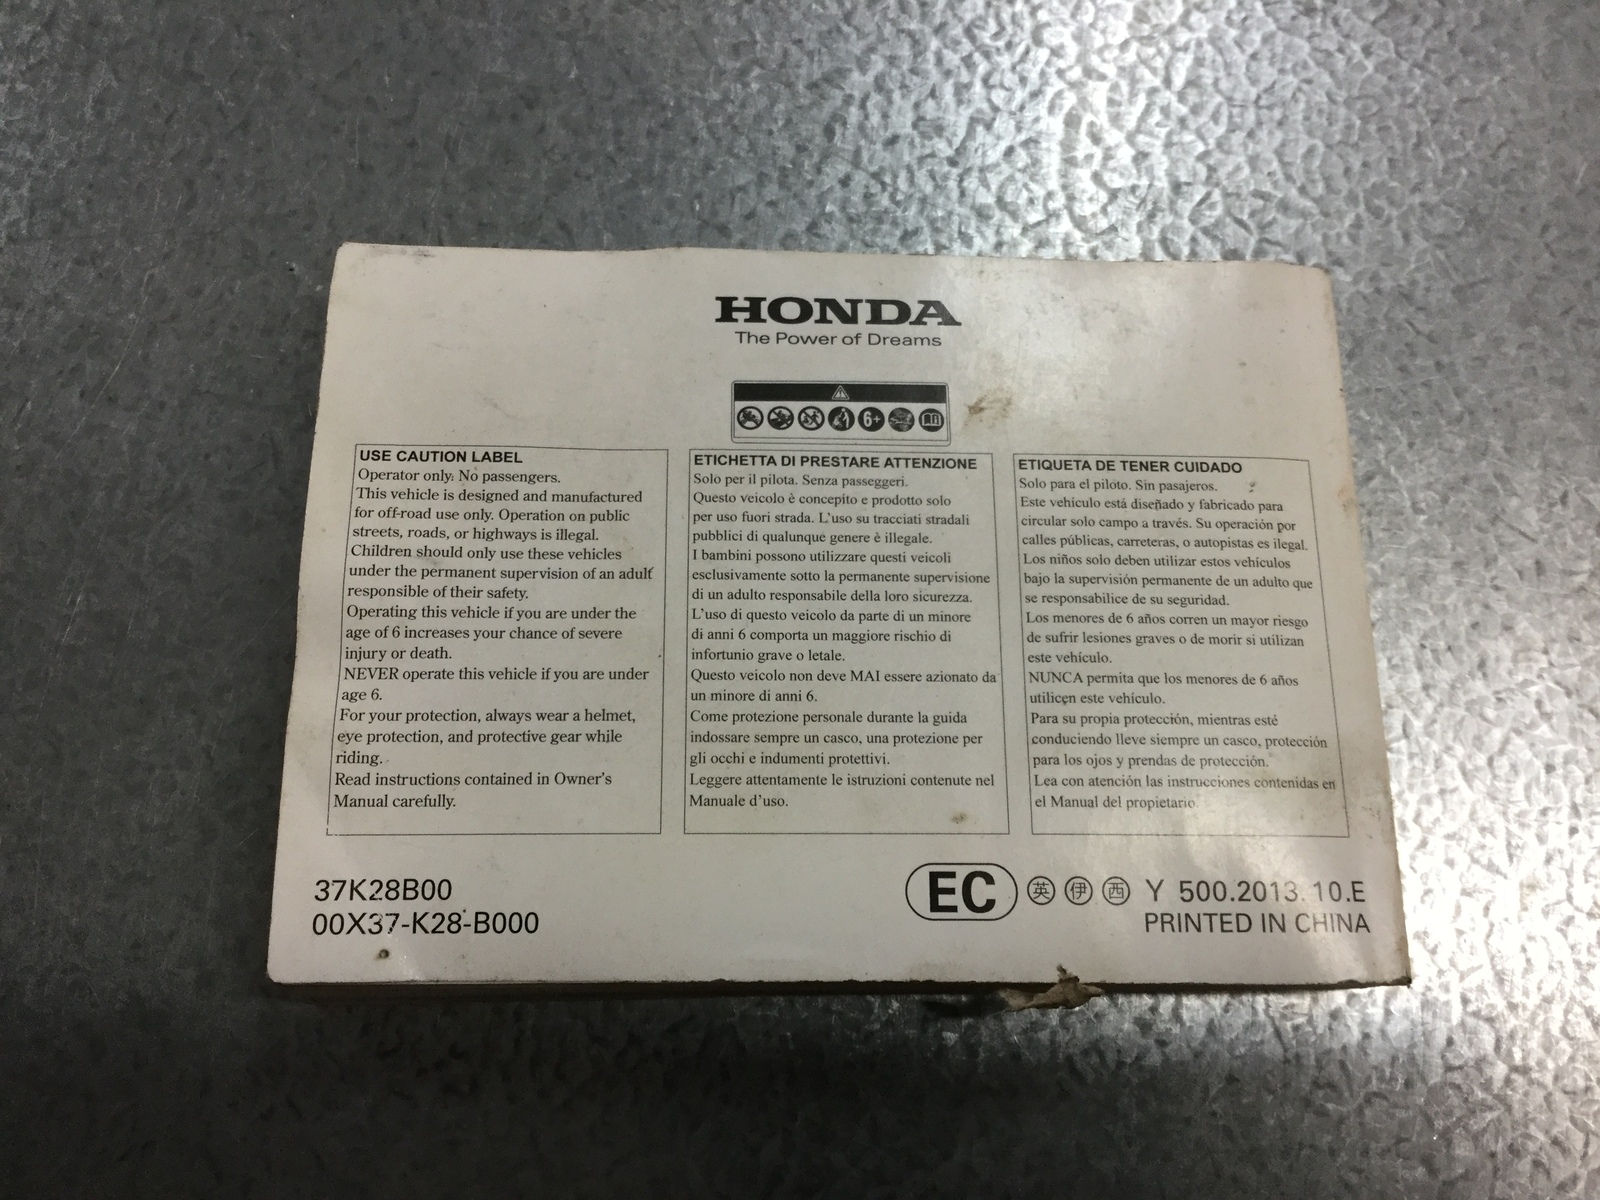 HONDA
The Power of Dreams
6+
USE CAUTION LABEL
Operator only: No passengers.
This vehicle is designed and manufactured
for off-road use only. Operation on public
streets, roads, or highways is illegal.
Children should only use these vehicles
under the permanent supervision of an adult
responsible of their safety.
Operating this vehicle if you are under the
age of 6 increases your chance of severe
injury or death.
NEVER operate this vehicle if you are under
age 6.
For your protection, always wear a helmet,
eye protection, and protective gear while
riding.
Read instructions contained in Owner's
Manual carefully.
ETICHETTA DI PRESTARE ATTENZIONE
Solo per il pilota. Senza passeggeri.
Questo veicolo è concepito e prodotto solo
per uso fuori strada. L'uso su tracciati stradali
pubblici di qualunque genere è illegale.
I bambini possono utilizzare questi veicoli
esclusivamente sotto la permanente supervisione
di un adulto responsabile della loro sicurezza.
L'uso di questo veicolo da parte di un minore
di anni 6 comporta un maggiore rischio di
infortunio grave o letale.
Questo veicolo non deve MAI essere azionato da
un minore di anni 6.
Come protezione personale durante la guida
indossare sempre un casco, una protezione per
gli occhi e indumenti protettivi.
Leggere attentamente le istruzioni contenute nel
Manuale d'uso.
ETIQUETA DE TENER CUIDADO
Solo para el piloto. Sin pasajeros.
Este vehículo está diseñado y fabricado para
circular solo campo a través. Su operación por
calles públicas, carreteras, o autopistas es ilegal.
Los niños solo deben utilizar estos vehículos
bajo la supervisión permanente de un adulto que
se responsabilice de su seguridad.
Los menores de 6 años corren un mayor riesgo
de sufrir lesiones graves o de morir si utilizan
este vehículo.
NUNCA permita que los menores de 6 años
utilicen este vehículo.
Para su propia protección, mientras esté
conduciendo lleve siempre un casco, protección
para los ojos y prendas de protección.
Lea con atención las instrucciones contenidas en
el Manual del propietario
37K28B00
00X37-K28-B000
EC 英 伊 西 Y 500.2013.10.E
PRINTED IN CHINA